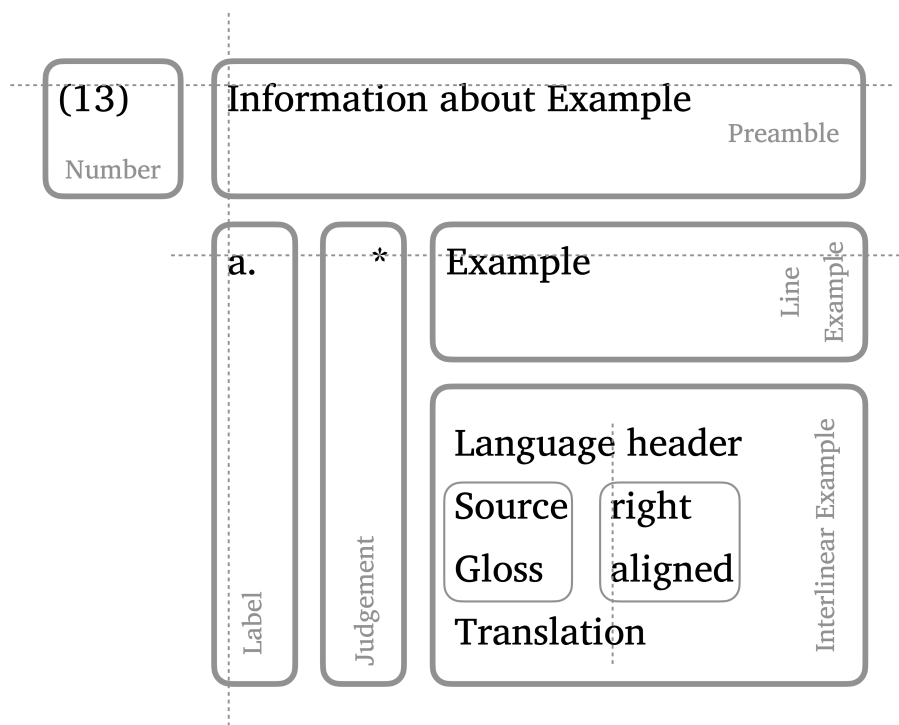 (13)
Number
Information about Example
Preamble
a.
Label
*
Judgement
Example
Line
Example
Language header
Source right
Gloss aligned
Translation
Interlinear Example